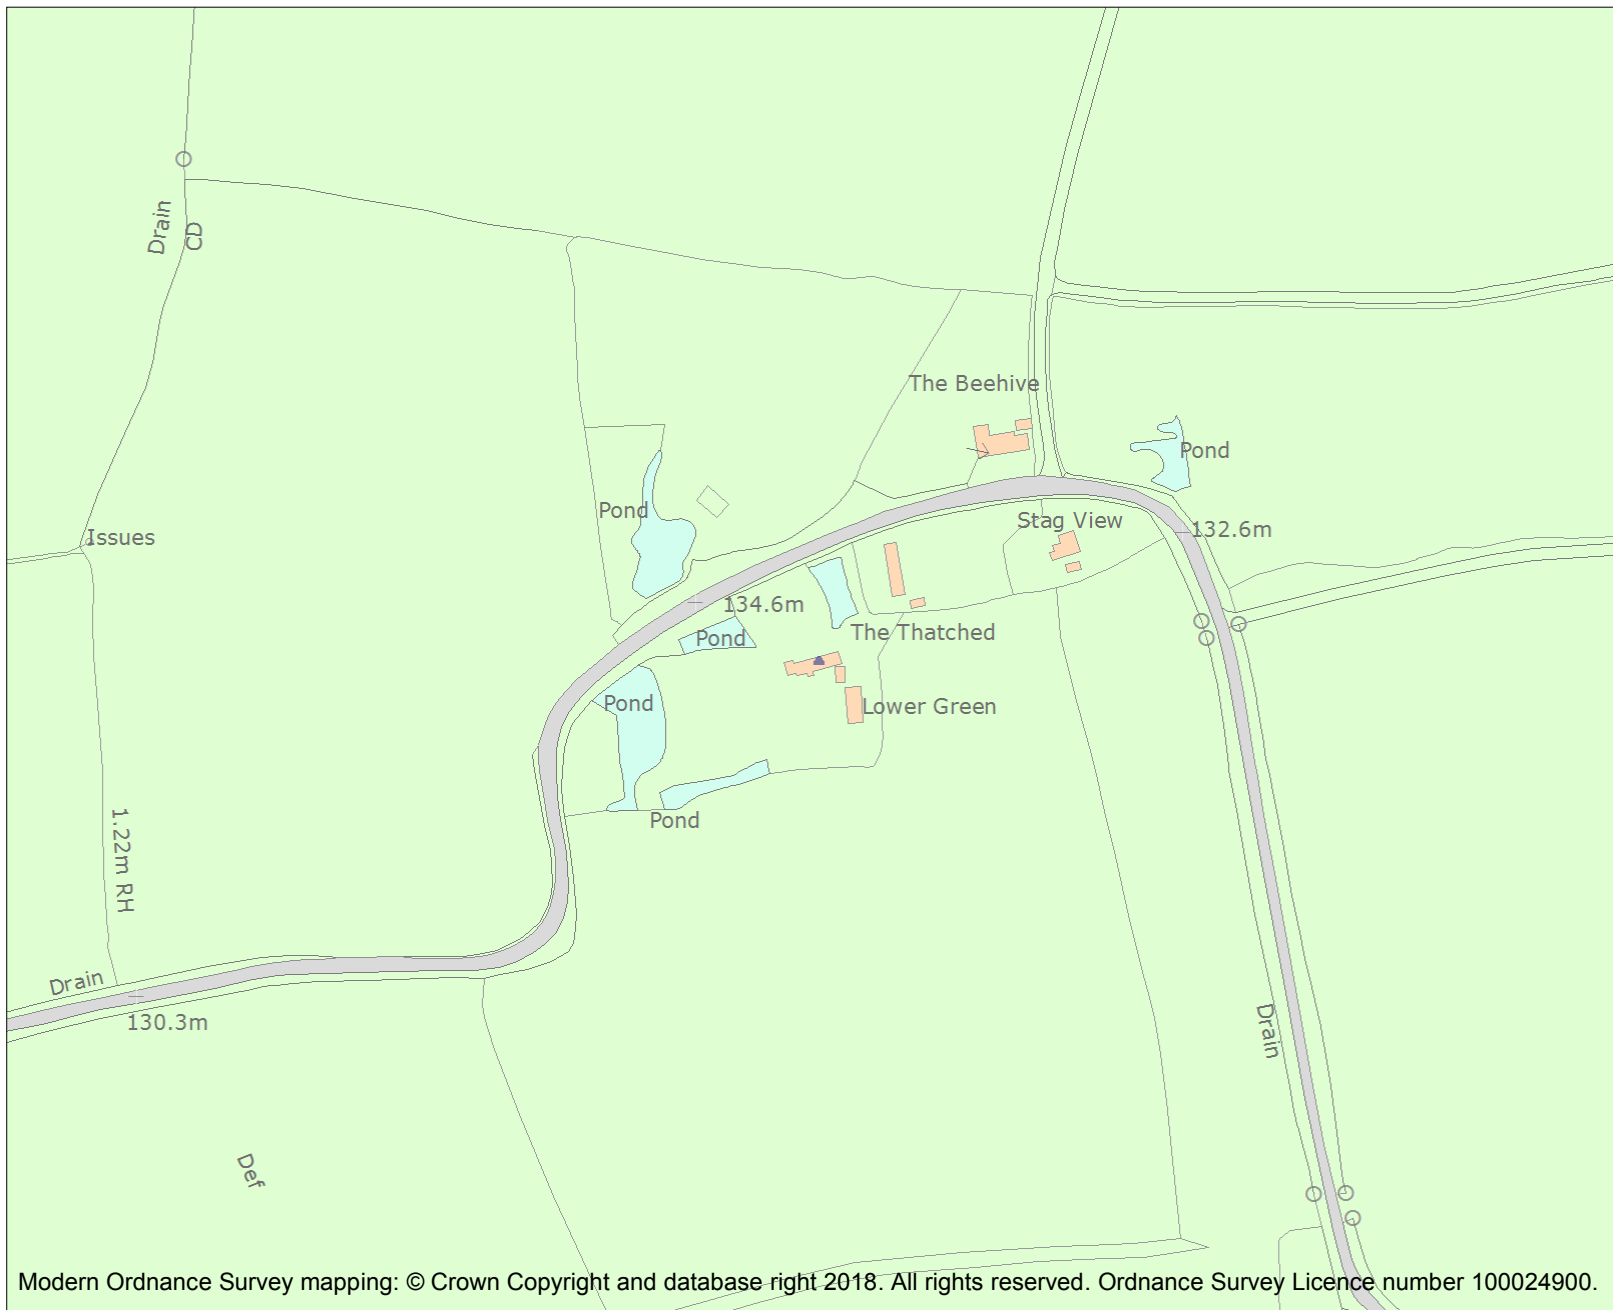 Drain
CD
The Beehive
Pond
Pond
Stag View
132.6m
Issues
134.6m
The Thatched
Pond
Pond
Lower Green
Pond
1.22m RH
Drain
130.3m
Drain
Def
Modern Ordnance Survey mapping: © Crown Copyright and database right 2018. All rights reserved. Ordnance Survey Licence number 100024900.